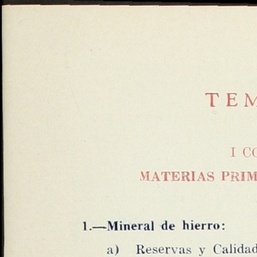 TEM
I CO
MATERIAS PRIM
1.—Mineral de hierro:
a) Reservas y Calidad